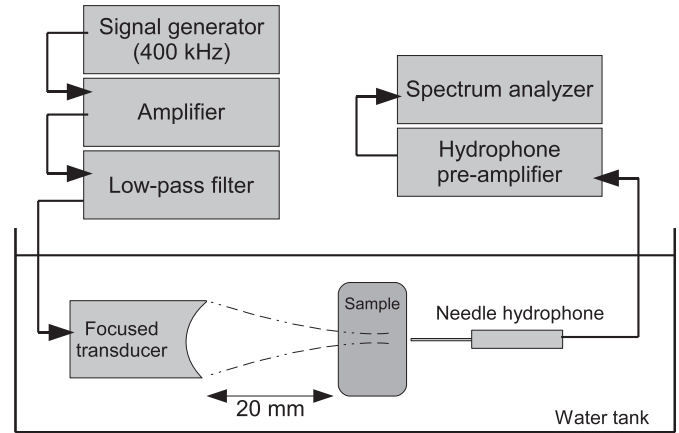 Signal generator
(400 kHz)
Amplifier
Low-pass filter
Spectrum analyzer
Hydrophone
pre-amplifier
Focused
transducer
Sample
Needle hydrophone
20 mm
Water tank